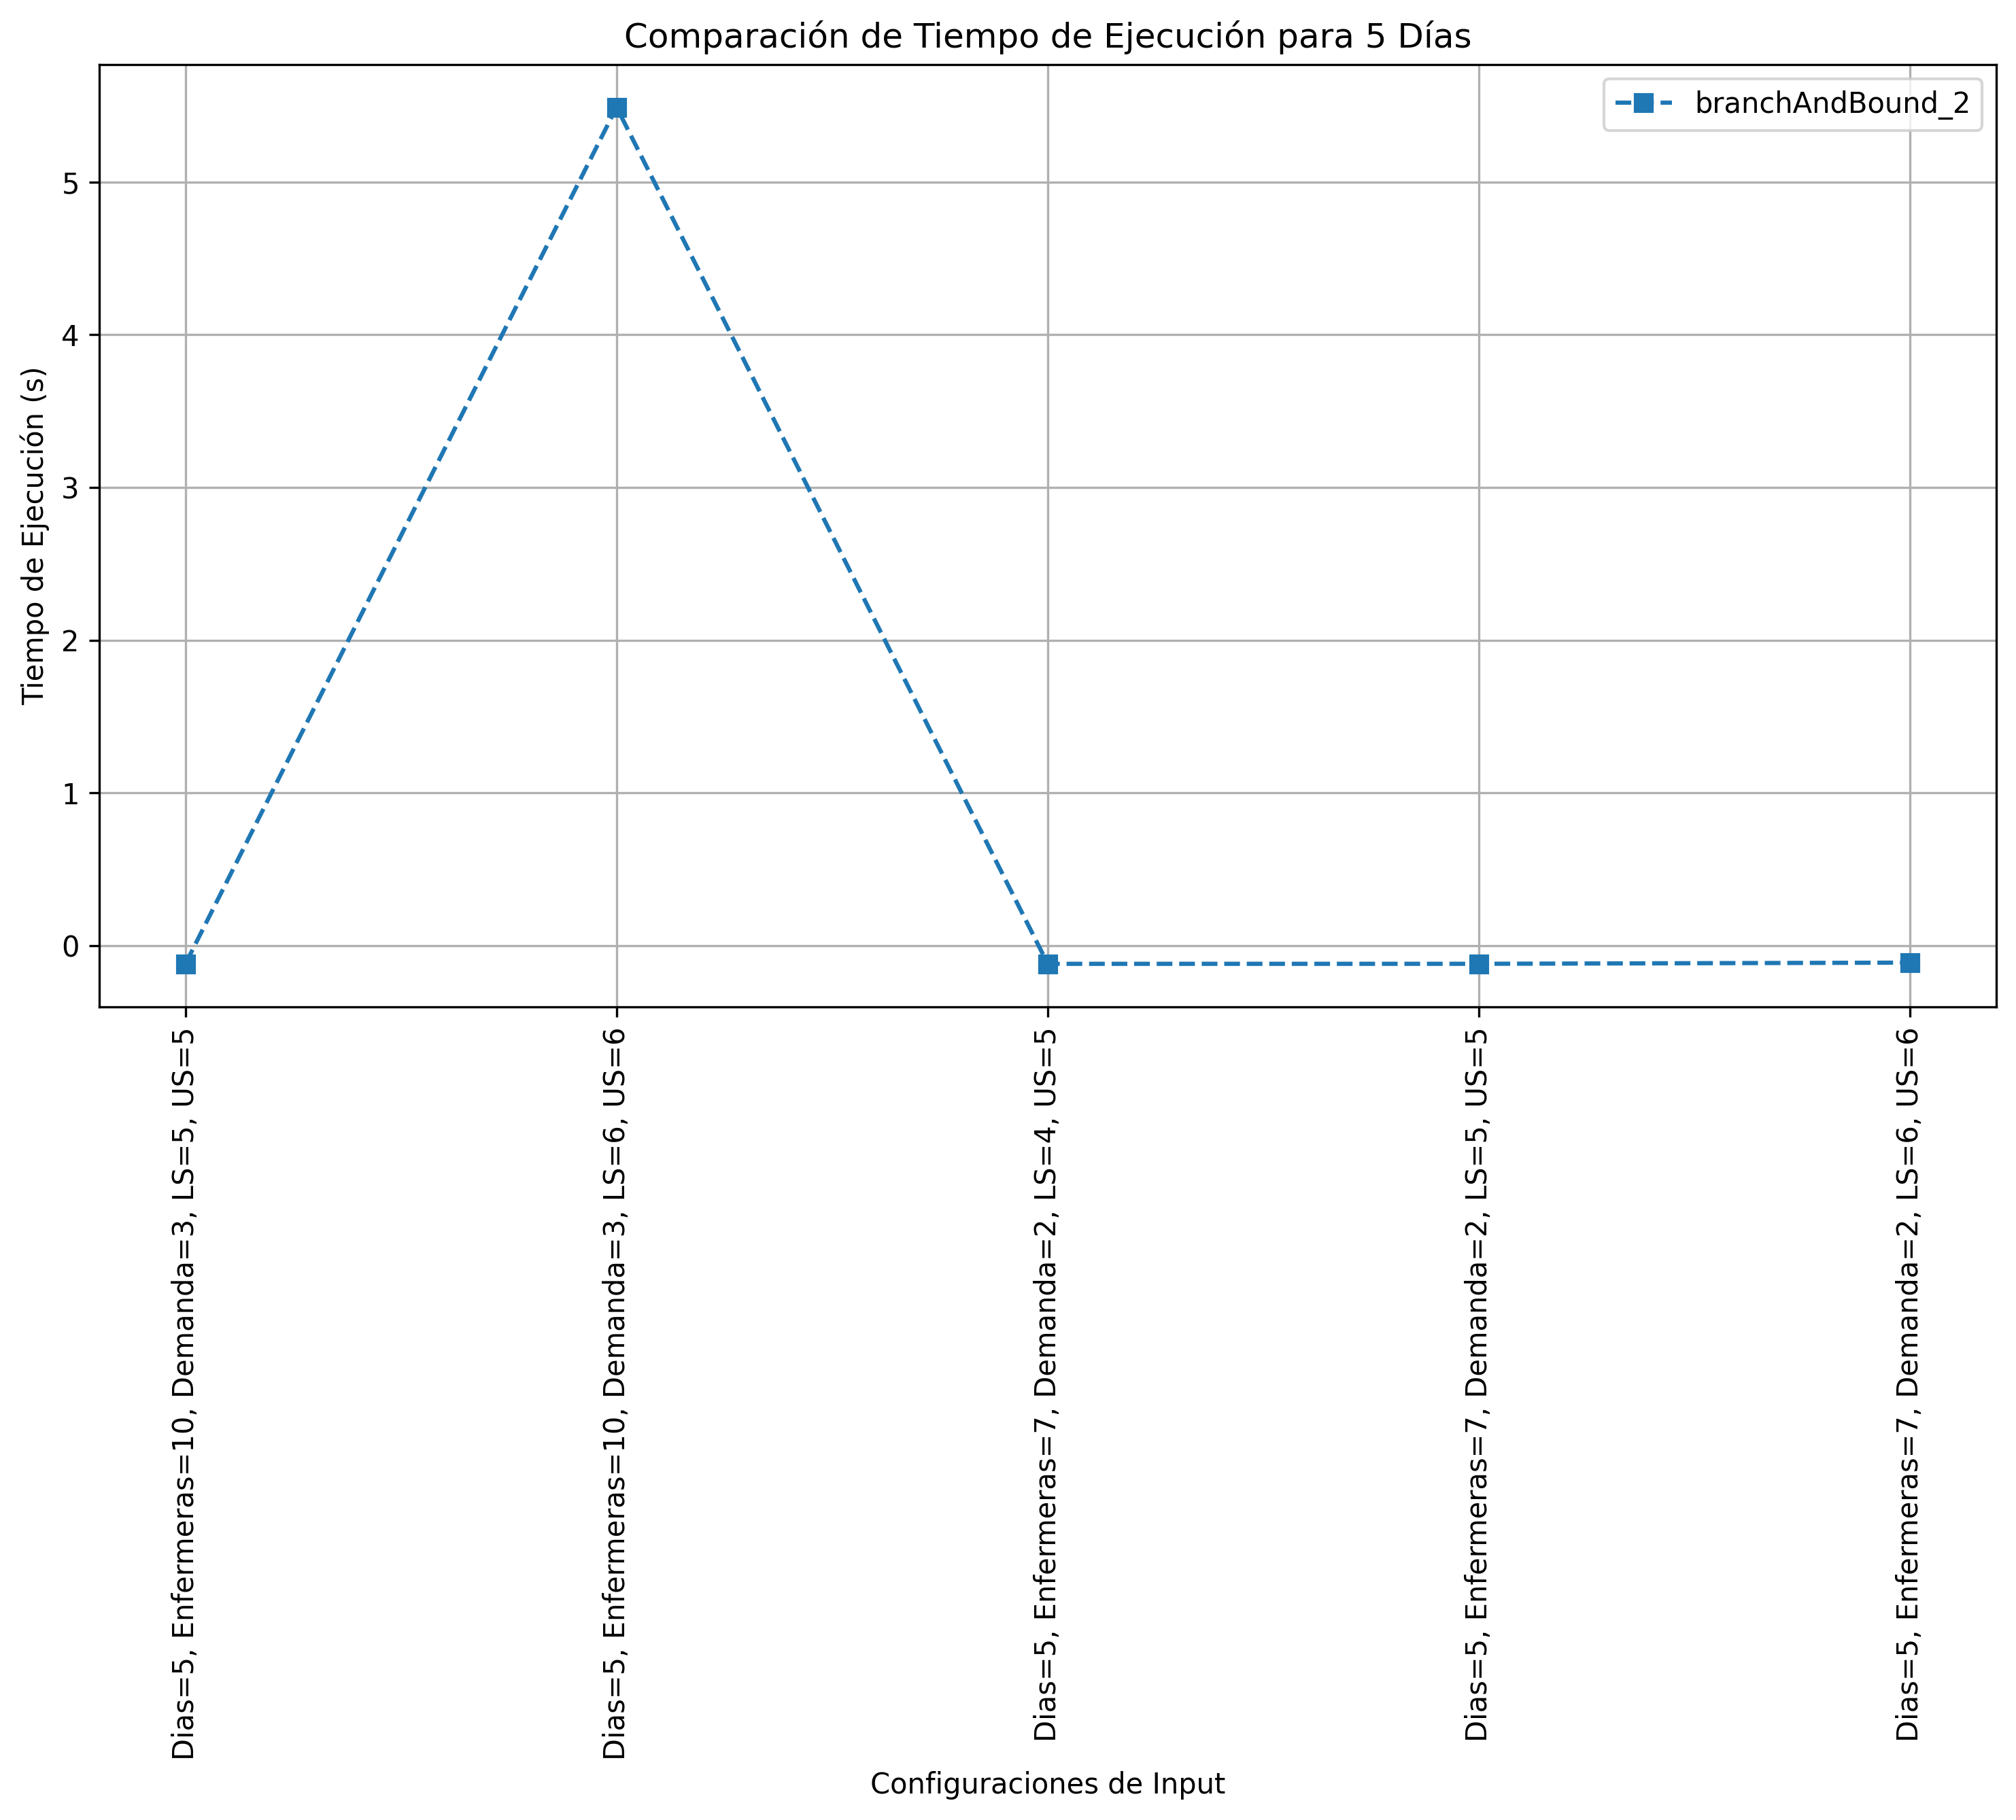 Comparación de Tiempo de Ejecución para 5 Días
branchAndBound_2
Tiempo de Ejecución (s)
5
4
3
2
1
0
Dias=5, Enfermeras=10, Demanda=3, LS=5, US=5
Dias=5, Enfermeras=10, Demanda=3, LS=6, US=6
Dias=5, Enfermeras=7, Demanda=2, LS=4, US=5
Dias=5, Enfermeras=7, Demanda=2, LS=5, US=5
Dias=5, Enfermeras=7, Demanda=2, LS=6, US=6
Configuraciones de Input